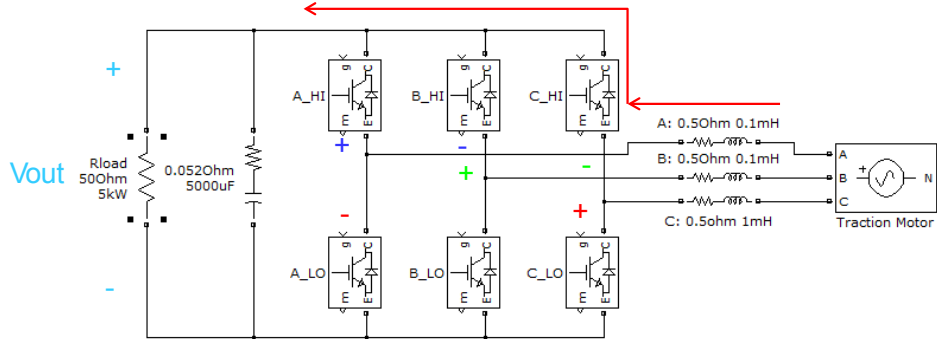 g C
A_HI
E E
g C
B_HI
E E
g C
C_HI
E E
+
+ - -
+
A: 0.5Ohm 0.1mH
B: 0.5Ohm 0.1mH
C: 0.5ohm 1mH
A
B
C
+
N
Traction Motor
Vout
Rload
50Ohm
5kW
0.052Ohm
5000uF
- +
g C
A_LO
E E
g C
B_LO
E E
g C
C_LO
E E
-